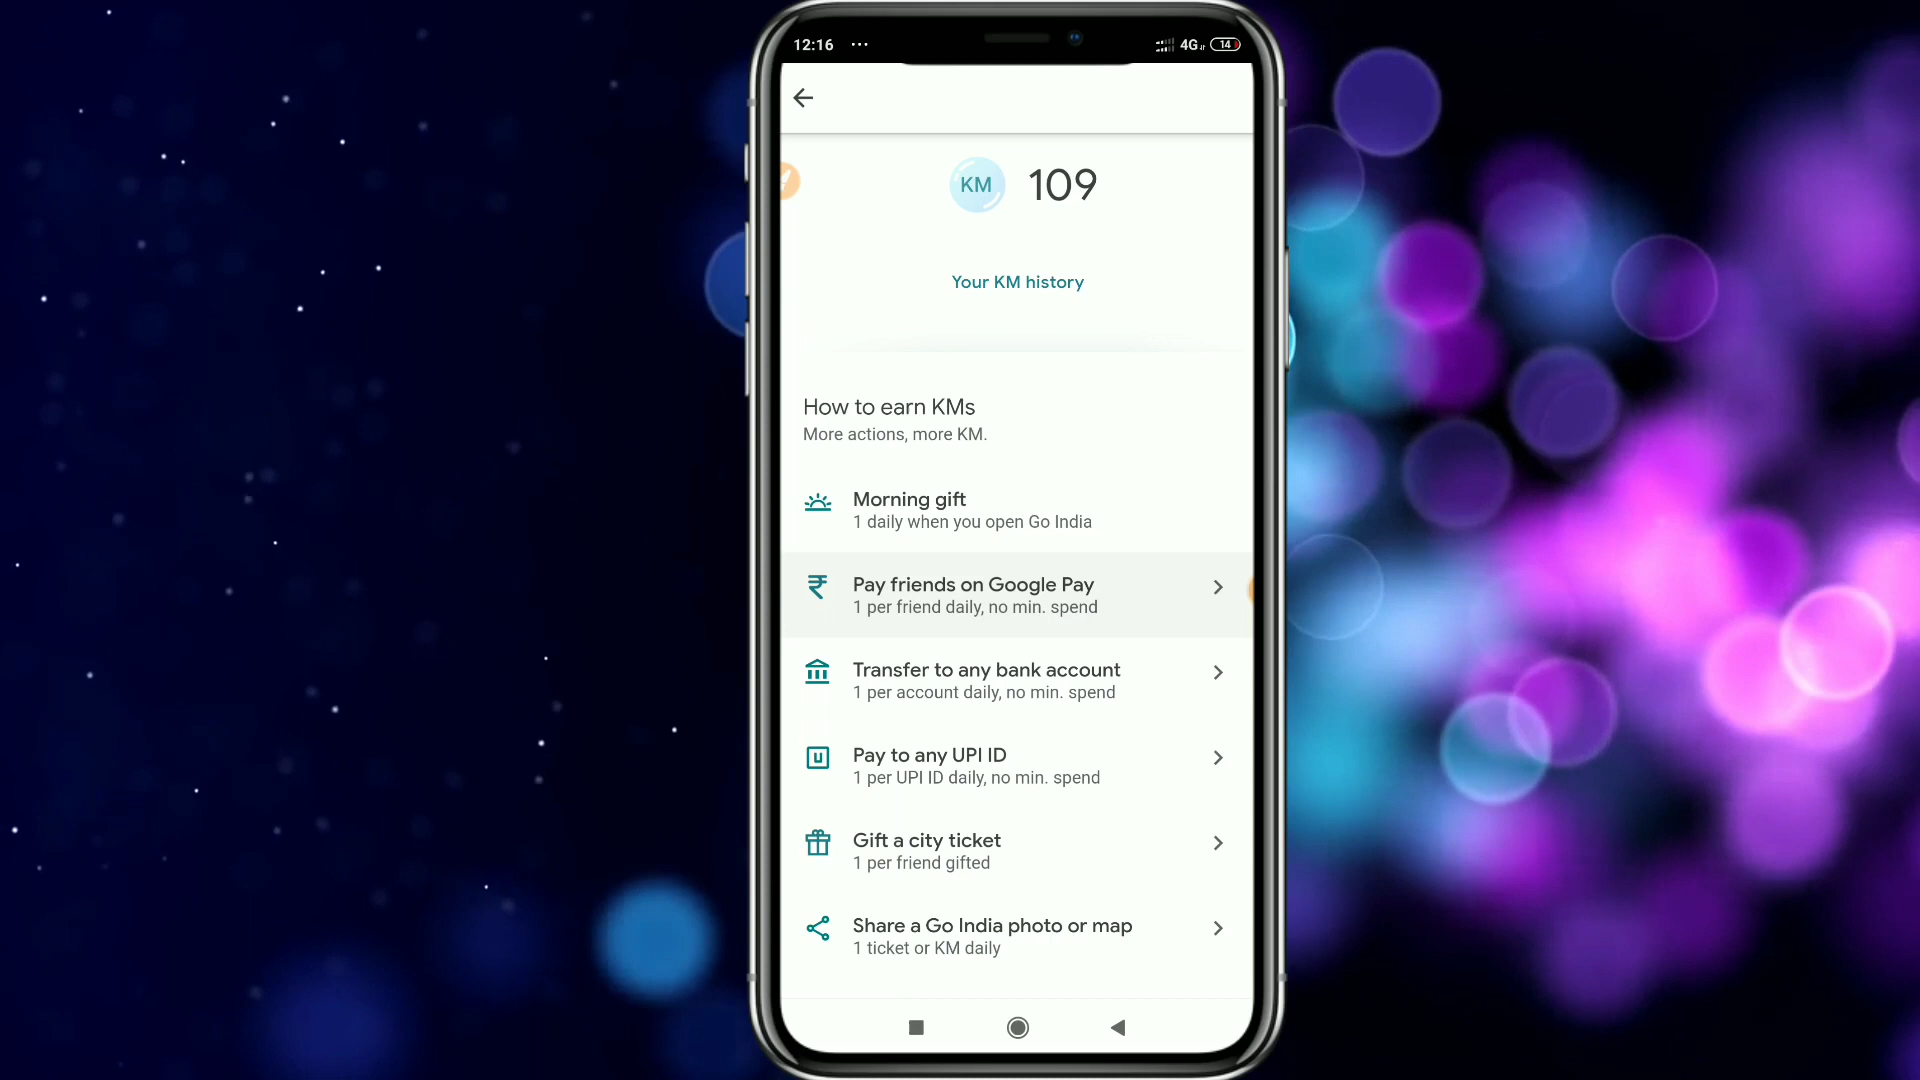 12:16 ... 4G 14
KM 109
Your KM history
How to earn KMs
More actions, more KM.
Morning gift
1 daily when you open Go India
Pay friends on Google Pay
1 per friend daily, no min. spend
Transfer to any bank account
1 per account daily, no min. spend
Pay to any UPI ID
1 per UPI ID daily, no min. spend
Gift a city ticket
1 per friend gifted
Share a Go India photo or map
1 ticket or KM daily